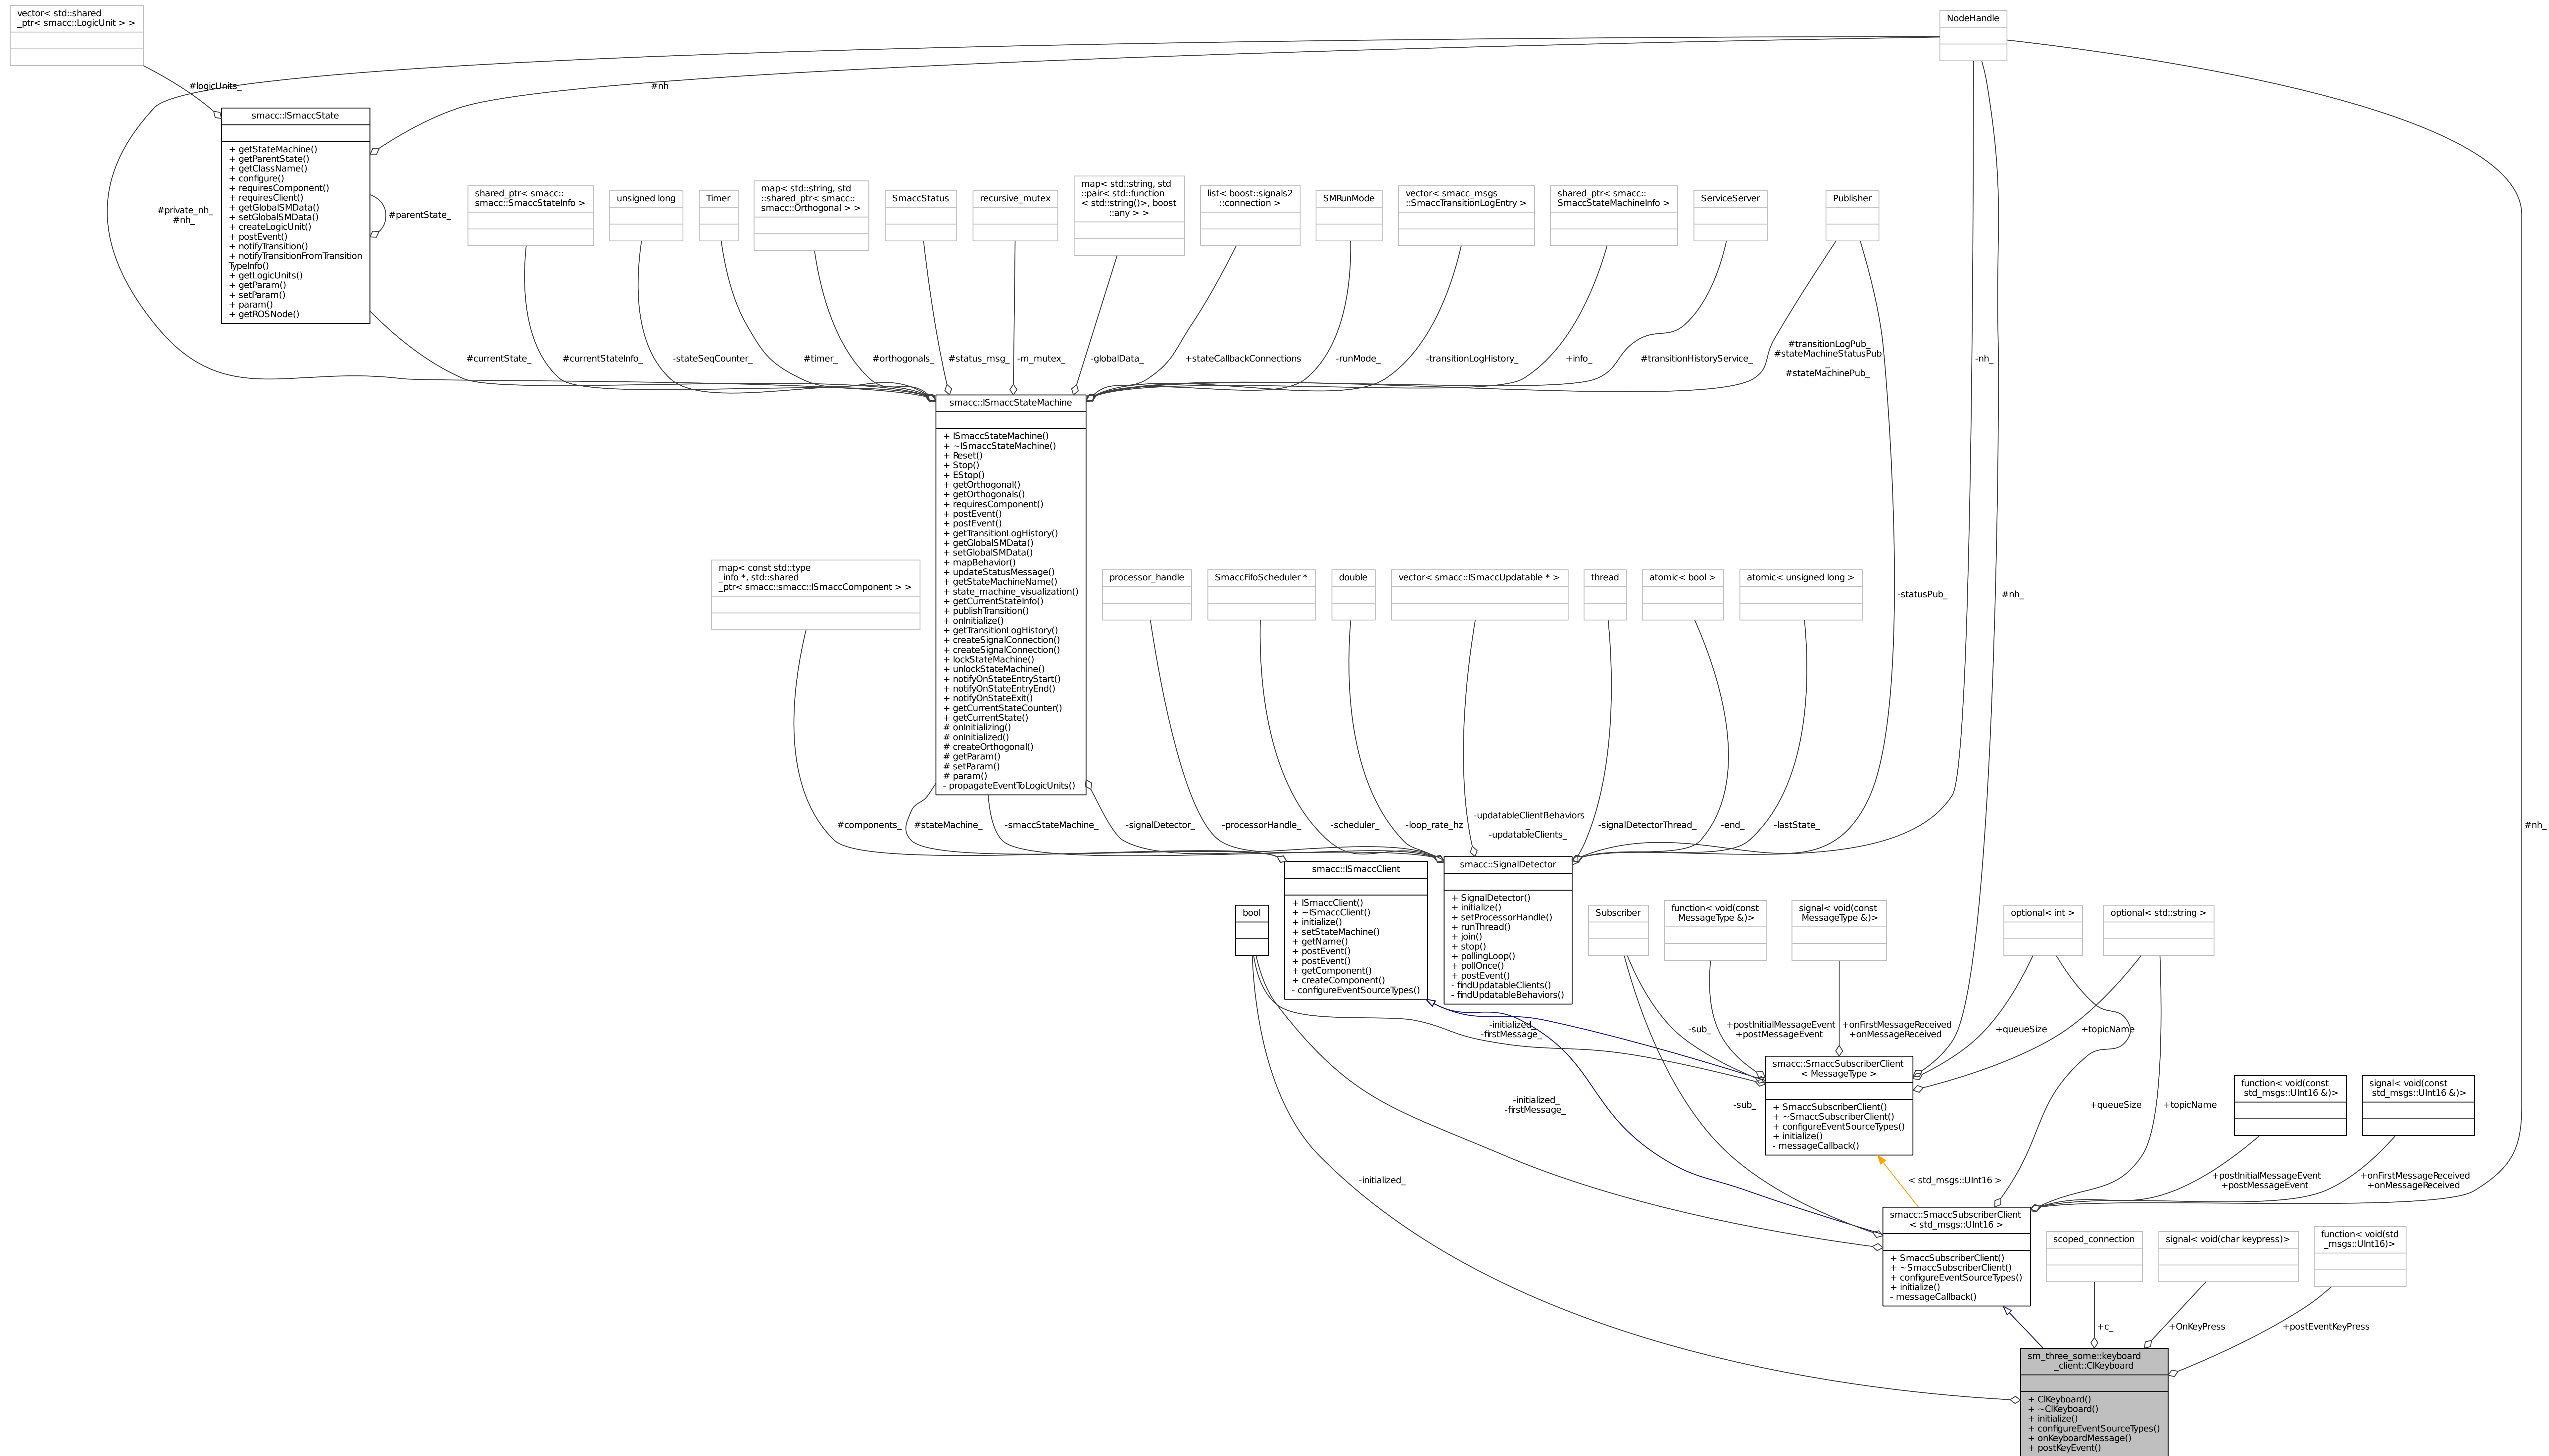 vector< std::shared
_ptr< smacc::LogicUnit > >
NodeHandle
#logicUnits_
#nh
smacc::ISmaccState
+ getStateMachine()
+ getParentState()
+ getClassName()
+ configure()
+ requiresComponent()
+ requiresClient()
+ getGlobalSMData()
+ setGlobalSMData()
+ createLogicUnit()
+ postEvent()
+ notifyTransition()
+ notifyTransitionFromTransition
TypeInfo()
+ getLogicUnits()
+ getParam()
+ setParam()
+ param()
+ getROSNode()
#private_nh_
#nh_
#parentState_
shared_ptr< smacc::
smacc::SmaccStateInfo >
unsigned long
Timer
map< std::string, std
::shared_ptr< smacc::
smacc::Orthogonal > >
SmaccStatus
recursive_mutex
map< std::string, std
::pair< std::function
< std::string()>, boost
::any > >
list< boost::signals2
::connection >
SMRunMode
vector< smacc_msgs
::SmaccTransitionLogEntry >
shared_ptr< smacc::
SmaccStateMachineInfo >
ServiceServer
Publisher
#currentState_
#currentStateInfo_
-stateSeqCounter_
#timer_
#orthogonals_
#status_msg_
-m_mutex_
-globalData_
+stateCallbackConnections
-runMode_
-transitionLogHistory_
+info_
#transitionHistoryService_
#transitionLogPub_
#stateMachineStatusPub
_
#stateMachinePub_
-nh_
smacc::ISmaccStateMachine
+ ISmaccStateMachine()
+ ~ISmaccStateMachine()
+ Reset()
+ Stop()
+ EStop()
+ getOrthogonal()
+ getOrthogonals()
+ requiresComponent()
+ postEvent()
+ postEvent()
+ getTransitionLogHistory()
+ getGlobalSMData()
+ setGlobalSMData()
+ mapBehavior()
+ updateStatusMessage()
+ getStateMachineName()
+ state_machine_visualization()
+ getCurrentStateInfo()
+ publishTransition()
+ onInitialize()
+ getTransitionLogHistory()
+ createSignalConnection()
+ createSignalConnection()
+ lockStateMachine()
+ unlockStateMachine()
+ notifyOnStateEntryStart()
+ notifyOnStateEntryEnd()
+ notifyOnStateExit()
+ getCurrentStateCounter()
+ getCurrentState()
# onInitializing()
# onInitialized()
# createOrthogonal()
# getParam()
# setParam()
# param()
- propagateEventToLogicUnits()
map< const std::type
_info *, std::shared
_ptr< smacc::smacc::ISmaccComponent > >
processor_handle
SmaccFifoScheduler *
double
vector< smacc::ISmaccUpdatable * >
thread
atomic< bool >
atomic< unsigned long >
-statusPub_
#nh_
#components_
#stateMachine_
-smaccStateMachine_
-signalDetector_
-processorHandle_
-scheduler_
-loop_rate_hz
-updatableClientBehaviors
_
-updatableClients_
-signalDetectorThread_
-end_
-lastState_
#nh_
smacc::ISmaccClient
+ ISmaccClient()
+ ~ISmaccClient()
+ initialize()
+ setStateMachine()
+ getName()
+ postEvent()
+ postEvent()
+ getComponent()
+ createComponent()
- configureEventSourceTypes()
smacc::SignalDetector
+ SignalDetector()
+ initialize()
+ setProcessorHandle()
+ runThread()
+ join()
+ stop()
+ pollingLoop()
+ pollOnce()
+ postEvent()
- findUpdatableClients()
- findUpdatableBehaviors()
bool
Subscriber
function< void(const
MessageType &)>
signal< void(const
MessageType &)>
optional< int >
optional< std::string >
-initialized_
-firstMessage_
-sub_
+postInitialMessageEvent
+postMessageEvent
+onFirstMessageReceived
+onMessageReceived
+queueSize
+topicName
smacc::SmaccSubscriberClient
< MessageType >
+ SmaccSubscriberClient()
+ ~SmaccSubscriberClient()
+ configureEventSourceTypes()
+ initialize()
- messageCallback()
function< void(const
std_msgs::UInt16 &)>
signal< void(const
std_msgs::UInt16 &)>
-initialized_
-firstMessage_
-sub_
+queueSize
+topicName
-initialized_
< std_msgs::UInt16 >
+postInitialMessageEvent
+postMessageEvent
+onFirstMessageReceived
+onMessageReceived
smacc::SmaccSubscriberClient
< std_msgs::UInt16 >
+ SmaccSubscriberClient()
+ ~SmaccSubscriberClient()
+ configureEventSourceTypes()
+ initialize()
- messageCallback()
scoped_connection
signal< void(char keypress)>
function< void(std
_msgs::UInt16)>
+c_
+OnKeyPress
+postEventKeyPress
sm_three_some::keyboard
_client::ClKeyboard
+ ClKeyboard()
+ ~ClKeyboard()
+ initialize()
+ configureEventSourceTypes()
+ onKeyboardMessage()
+ postKeyEvent()